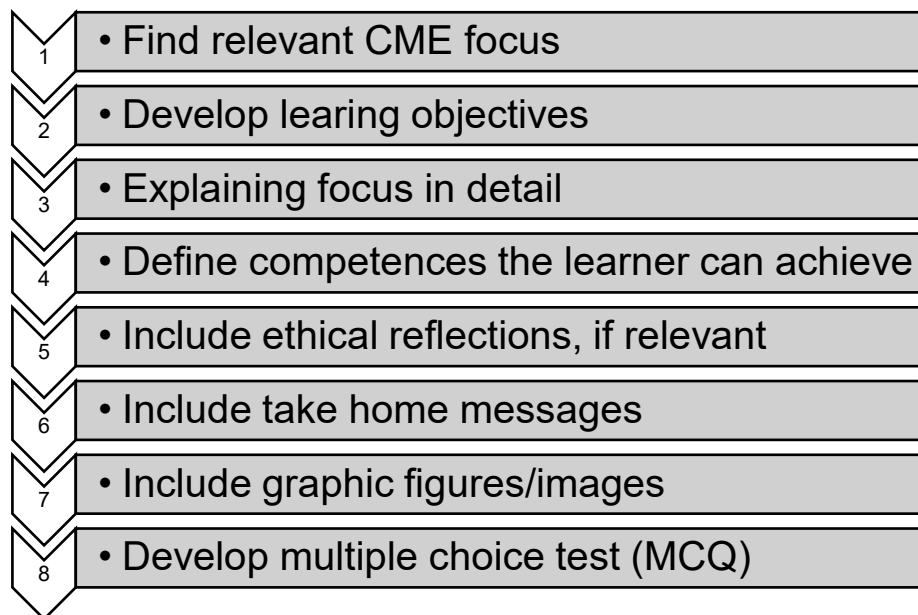 1 • Find relevant CME focus
2 • Develop learing objectives
3 • Explaining focus in detail
4 • Define competences the learner can achieve
5 • Include ethical reflections, if relevant
6 • Include take home messages
7 • Include graphic figures/images
8 • Develop multiple choice test (MCQ)